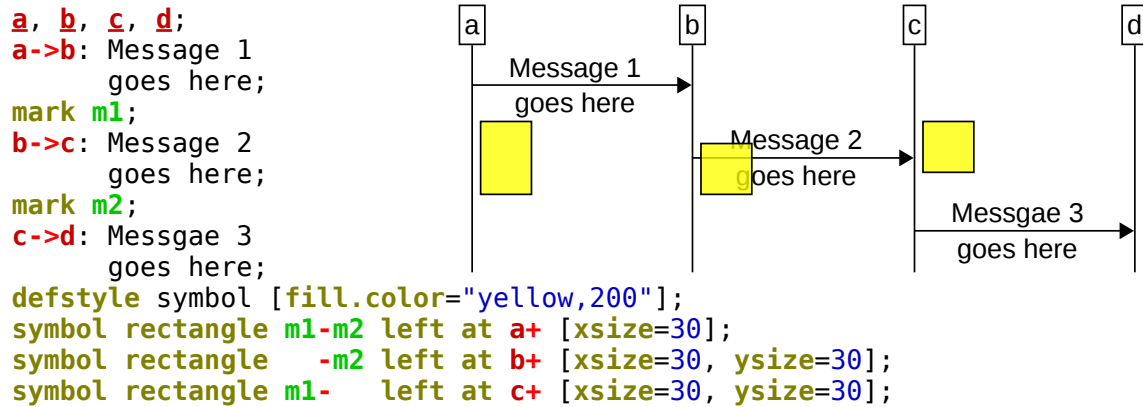 a, b, c, d;
a->b: Message 1
      goes here;
mark m1;
b->c: Message 2
      goes here;
mark m2;
c->d: Messgae 3
      goes here;
defstyle symbol [fill.color="yellow,200"];
symbol rectangle m1-m2 left at a+ [xsize=30];
symbol rectangle   -m2 left at b+ [xsize=30, ysize=30];
symbol rectangle m1-   left at c+ [xsize=30, ysize=30];
a
b
c
d
Message 1
goes here
Message 2
goes here
Messgae 3
goes here